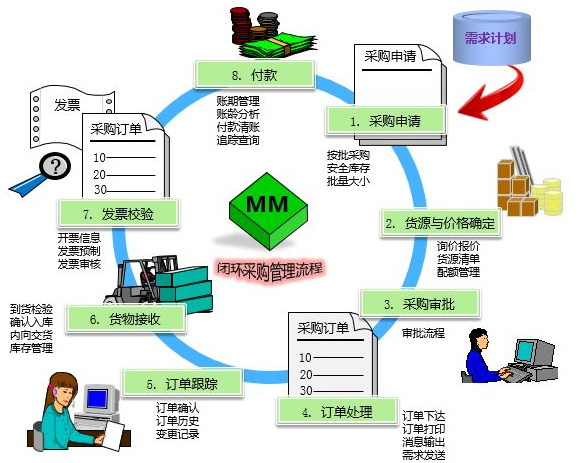 需求计划
采购申请
1. 采购申请
按批采购
安全库存
批量大小
2. 货源与价格确定
询价报价
货源清单
配额管理
3. 采购审批
审批流程
采购订单
10
20
30
4. 订单处理
订单下达
订单打印
消息输出
需求发送
5. 订单跟踪
订单确认
订单历史
变更记录
6. 货物接收
到货检验
确认入库
内向交货
库存管理
发票
采购订单
10
20
30
?
7. 发票校验
开票信息
发票预制
发票审核
8. 付款
账期管理
账龄分析
付款清账
追踪查询
MM
闭环采购管理流程